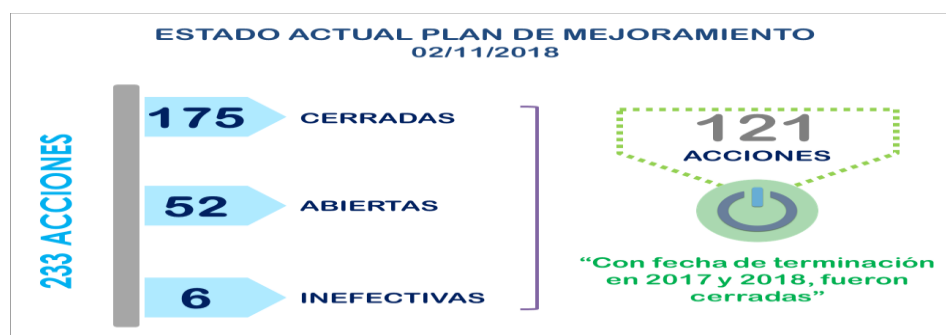 ESTADO ACTUAL PLAN DE MEJORAMIENTO
02/11/2018
233 ACCIONES
175 CERRADAS
52 ABIERTAS
6 INEFECTIVAS
121
ACCIONES
“Con fecha de terminación
en 2017 y 2018, fueron
cerradas”